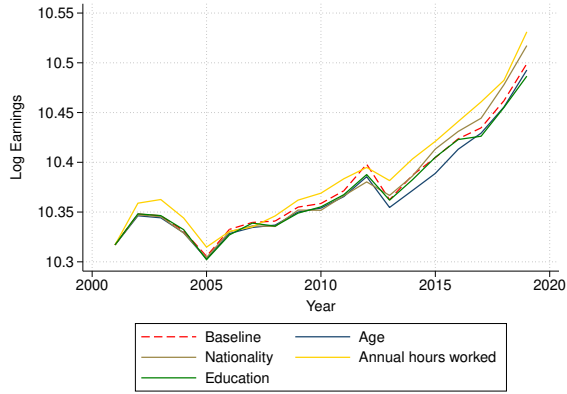 10.55
10.5
10.45
10.4
10.35
10.3
Log Earnings
2000 2005 2010 2015 2020
Year
Baseline Age
Nationality Annual hours worked
Education